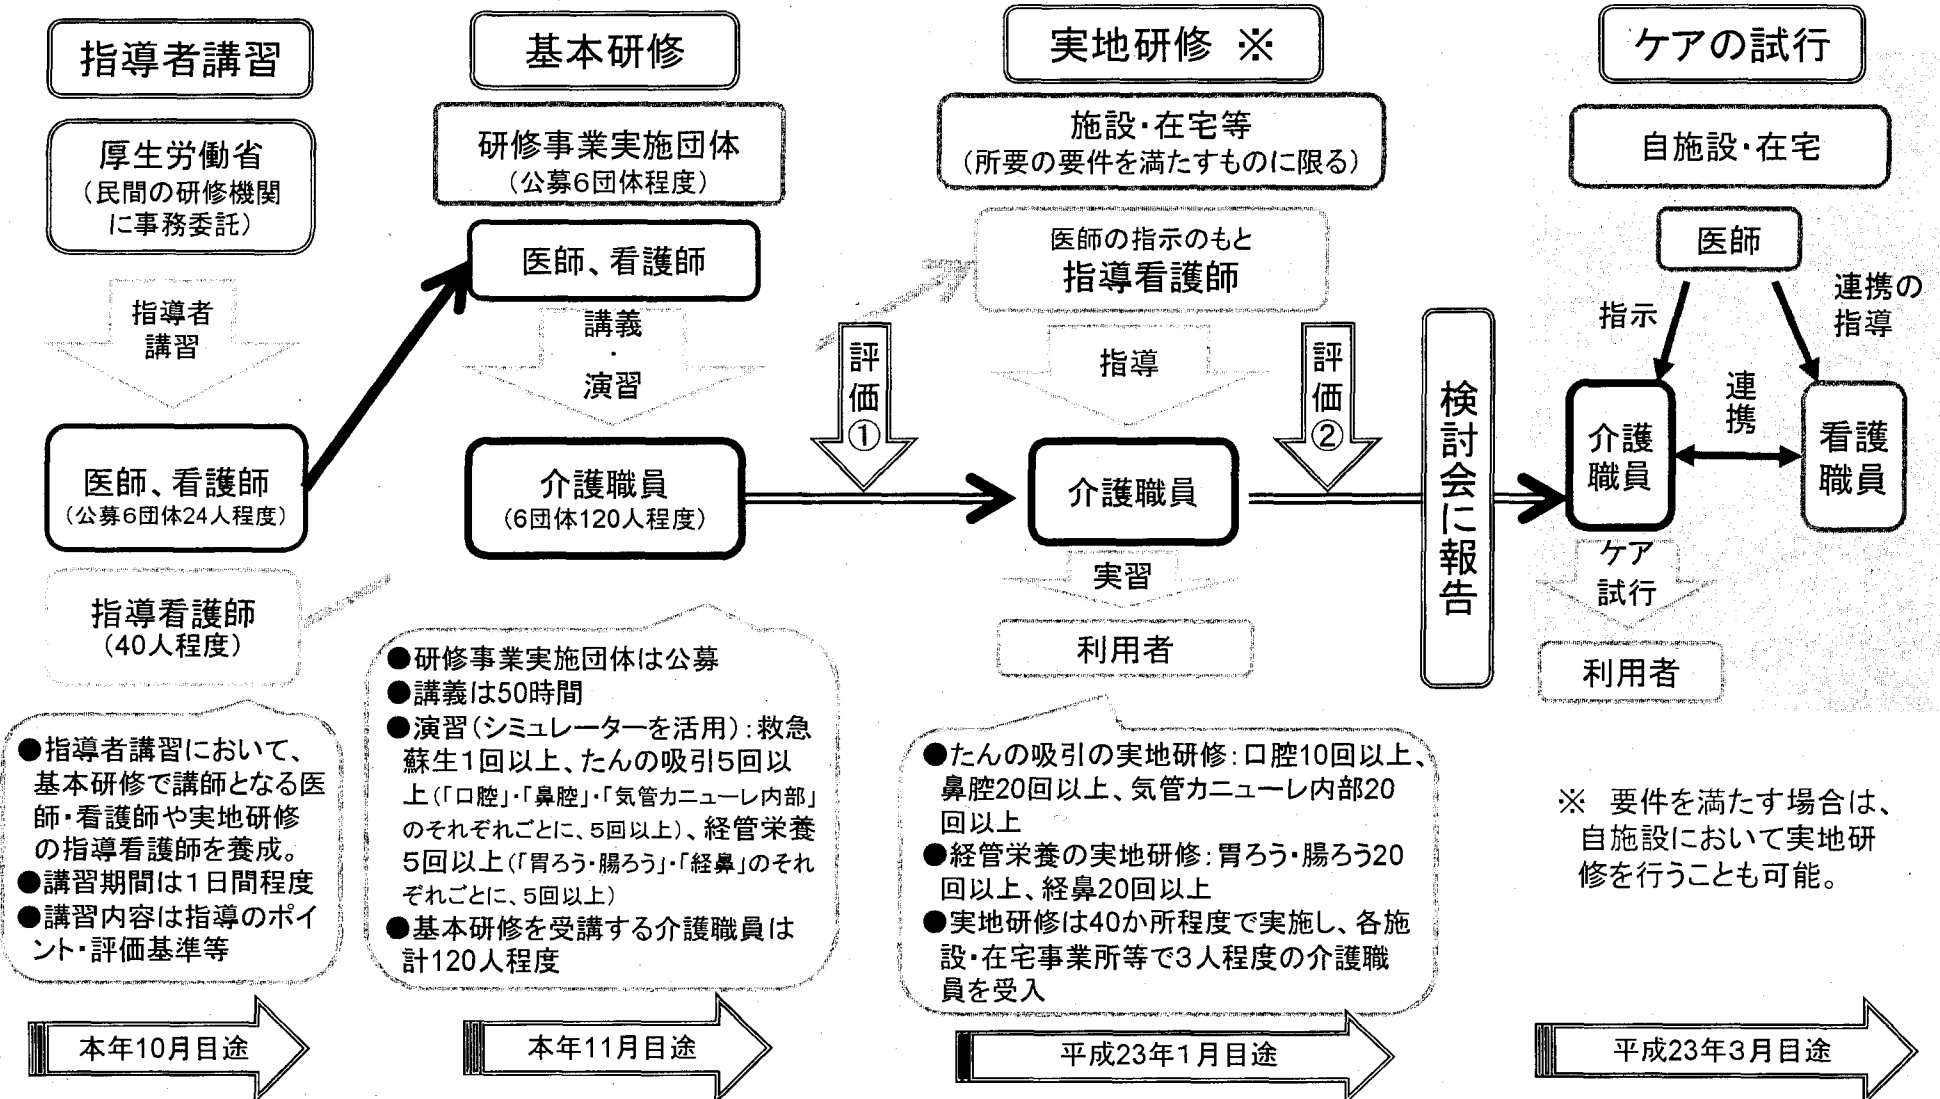 指導者講習
厚生労働省
(民間の研修機関
に事務委託)
指導者
講習
医師、看護師
(公募6団体24人程度)
指導看護師
(40人程度)
●指導者講習において、
基本研修で講師となる医
師・看護師や実地研修
の指導看護師を養成。
●講習期間は1日間程度
●講習内容は指導のポイ
ント・評価基準等
本年10月目途
基本研修
研修事業実施団体
(公募6団体程度)
医師、看護師
講義
・
演習
介護職員
(6団体120人程度)
●研修事業実施団体は公募
●講義は50時間
●演習(シミュレーターを活用):救急
蘇生1回以上、たんの吸引5回以
上(「口腔」・「鼻腔」・「気管カニューレ内部」
のそれぞれごとに、5回以上)、経管栄養
5回以上(「胃ろう・腸ろう」・「経鼻」のそれ
ぞれごとに、5回以上)
●基本研修を受講する介護職員は
計120人程度
本年11月目途
評価①
実地研修 ※
施設・在宅等
(所要の要件を満たすものに限る)
医師の指示のもと
指導看護師
指導
介護職員
実習
利用者
●たんの吸引の実地研修:口腔10回以上、
鼻腔20回以上、気管カニューレ内部20
回以上
●経管栄養の実地研修:胃ろう・腸ろう20
回以上、経鼻20回以上
●実地研修は40か所程度で実施し、各施
設・在宅事業所等で3人程度の介護職
員を受入
平成23年1月目途
評価②
検討会に報告
ケアの試行
自施設・在宅
医師
指示
連携の
指導
介護
職員
連携
看護
職員
ケア
試行
利用者
※ 要件を満たす場合は、
自施設において実地研
修を行うことも可能。
平成23年3月目途